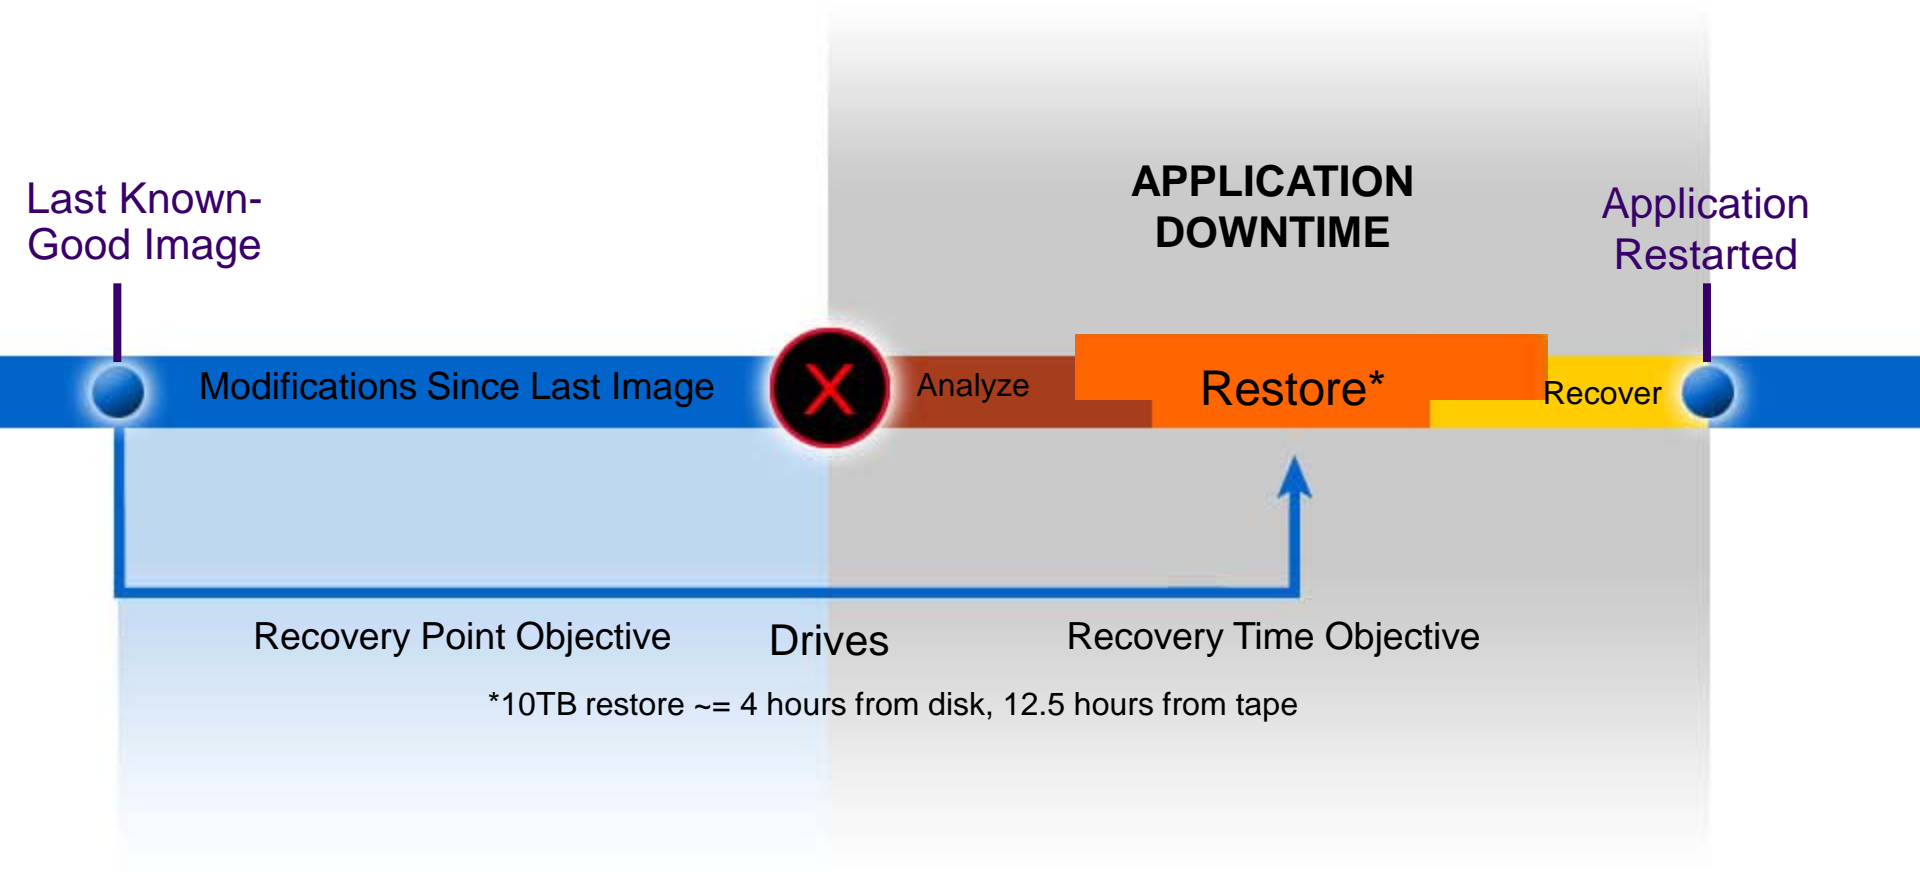 APPLICATION
DOWNTIME
Last Known-
Good Image
Application
Restarted
Modifications Since Last Image
X
Analyze
Restore*
Recover
Recovery Point Objective
Drives
Recovery Time Objective
*10TB restore ~= 4 hours from disk, 12.5 hours from tape